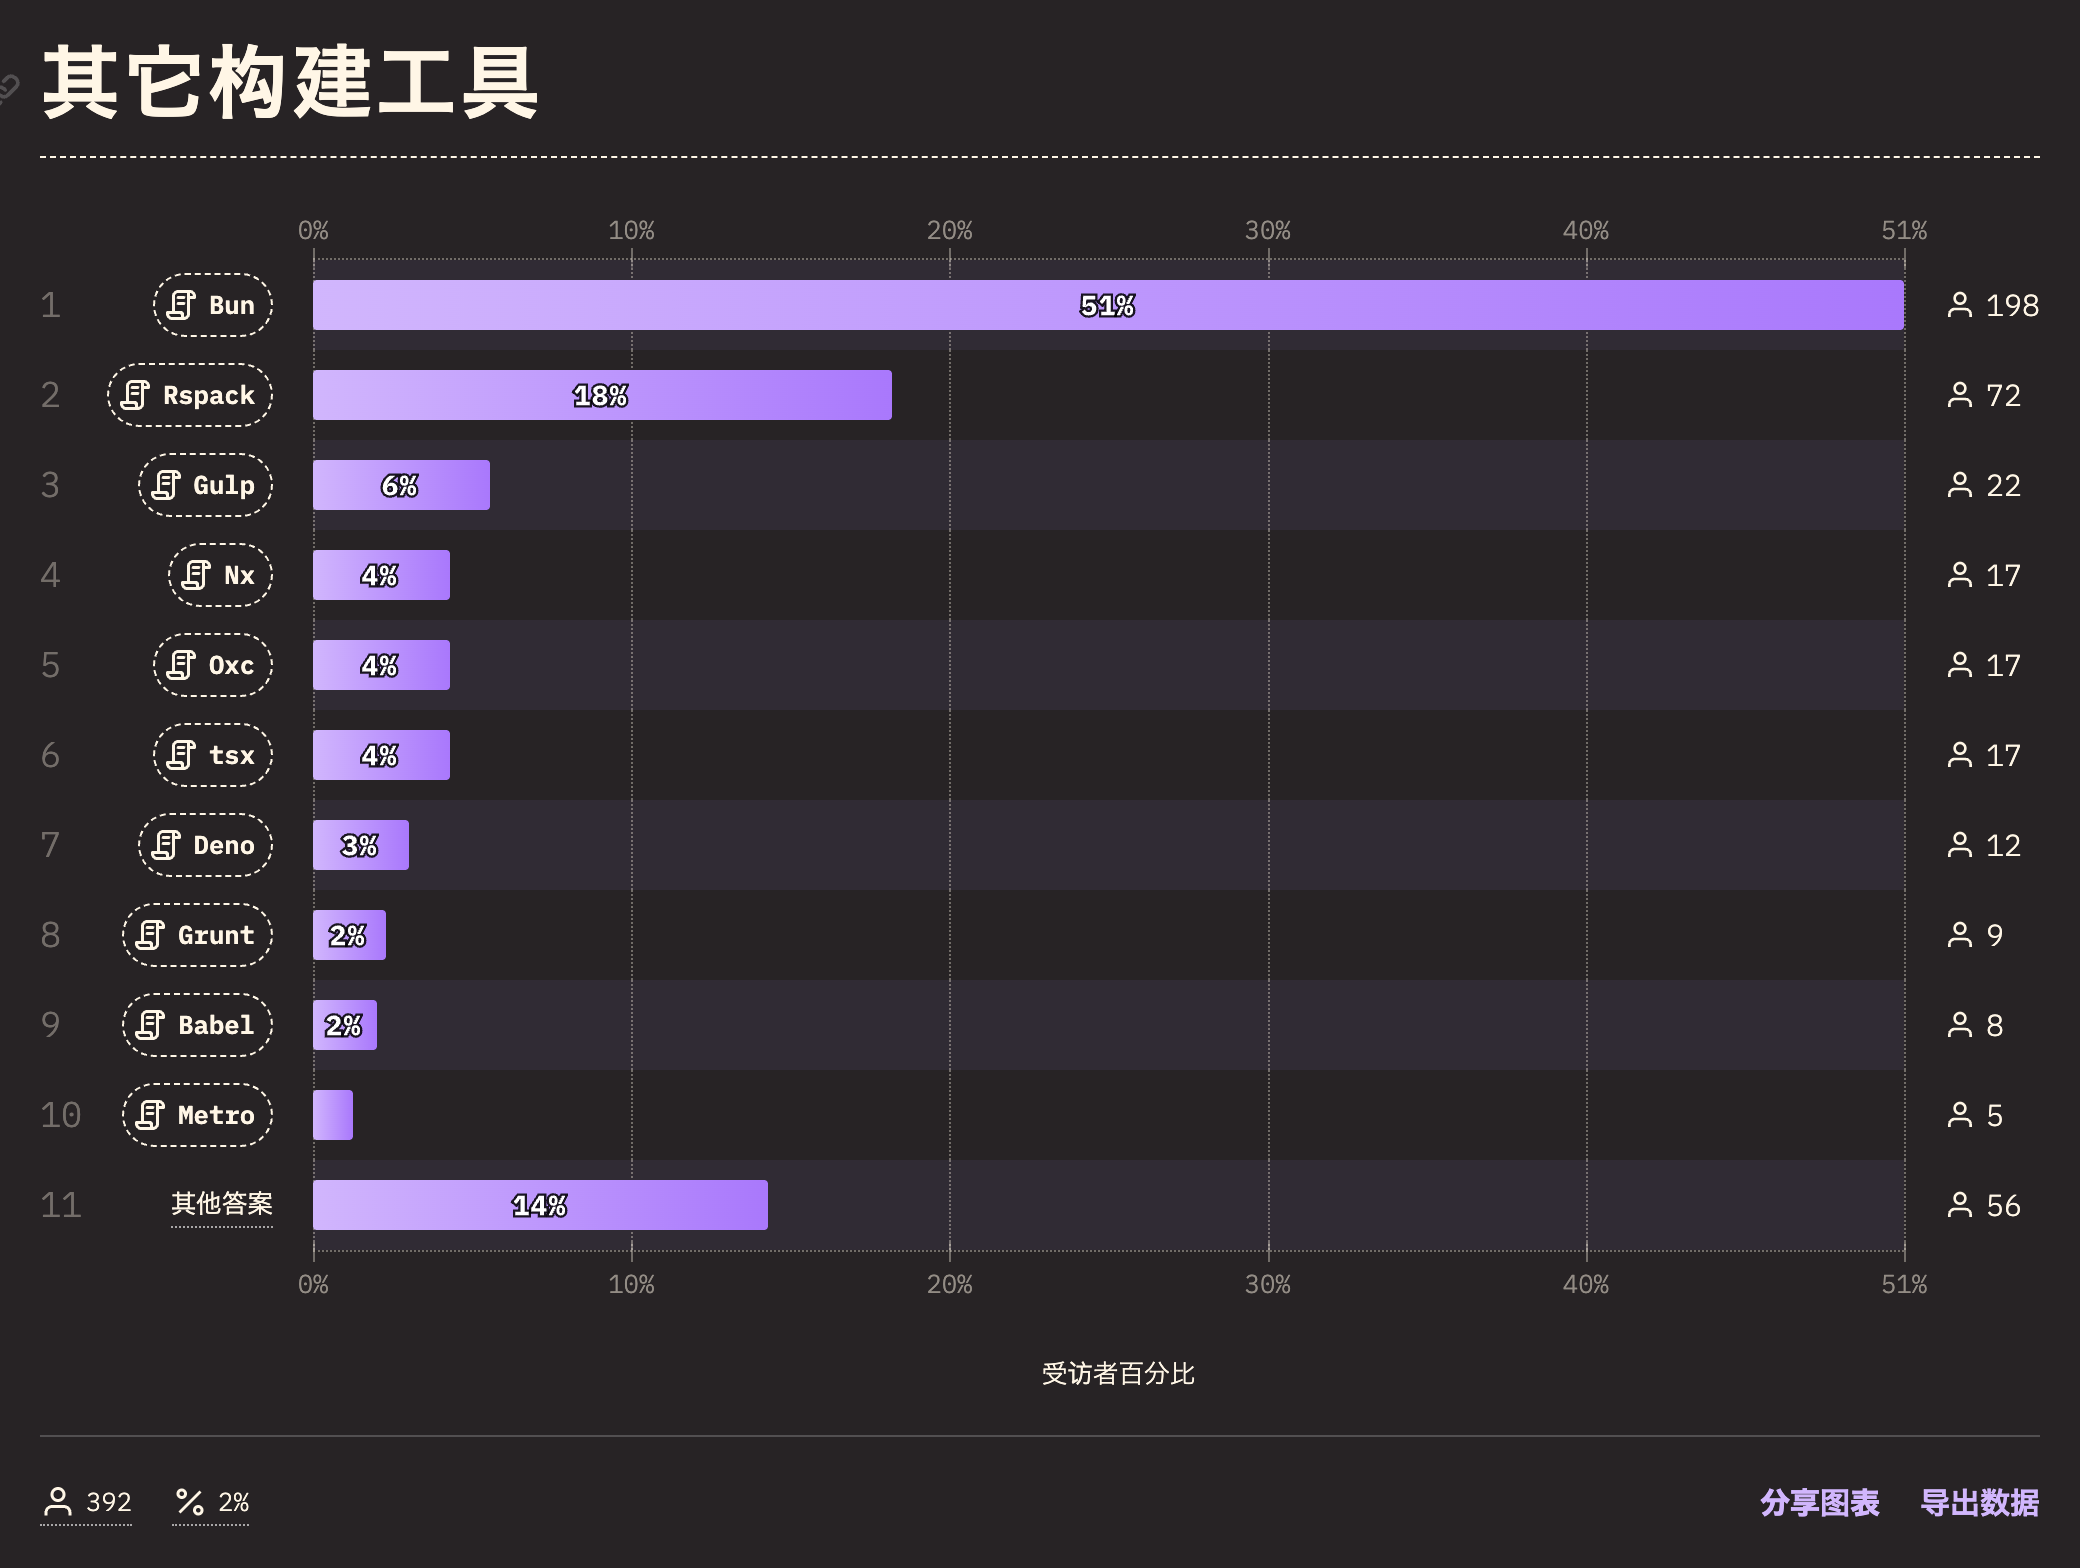 其它构建工具
0% 10% 20% 30% 40% 51%
1 Bun 51% 198
2 Rspack 18% 72
3 Gulp 6% 22
4 Nx 4% 17
5 Oxc 4% 17
6 tsx 4% 17
7 Deno 3% 12
8 Grunt 2% 9
9 Babel 2% 8
10 Metro 5
11 其他答案 14% 56
0% 10% 20% 30% 40% 51%
受访者百分比
392 2% 分享图表 导出数据